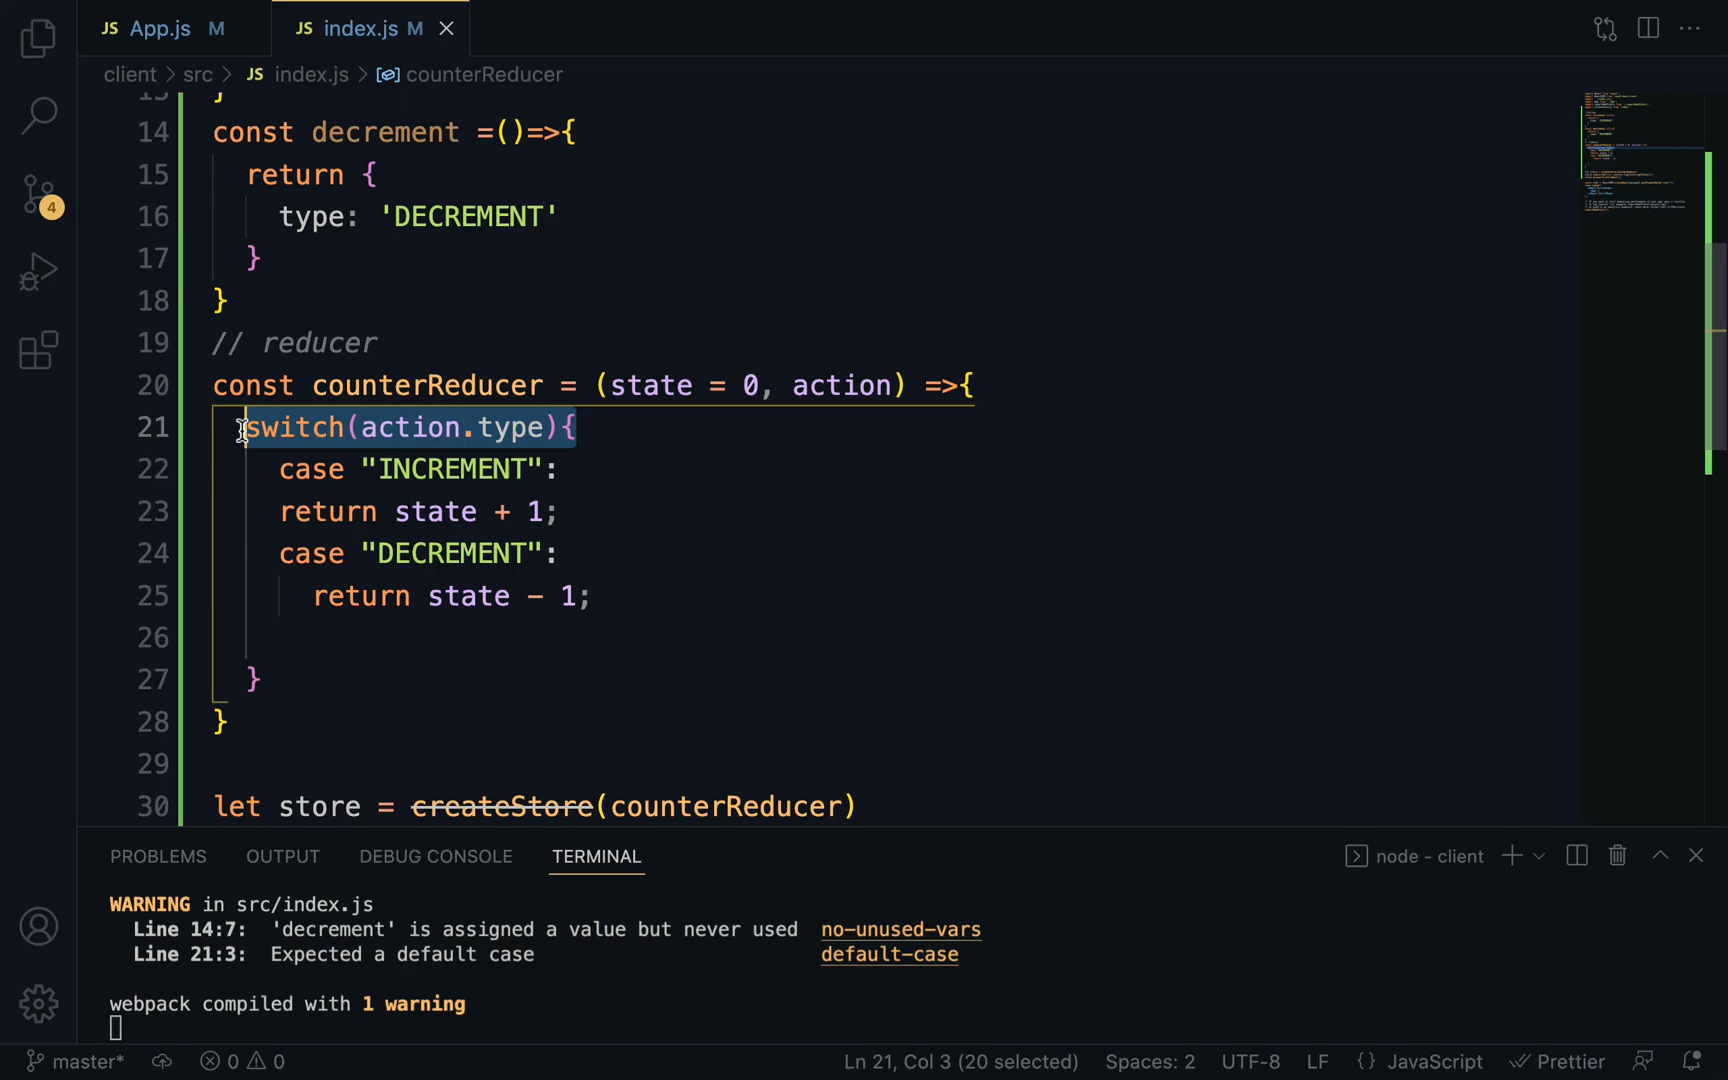 JS App.js M JS index.js M
client > src > JS index.js > counterReducer
13 }
14 const decrement =()=>{
15 return {
16 type: 'DECREMENT'
17 }
18 }
19 // reducer
20 const counterReducer = (state = 0, action) =>{
21 switch(action.type){
22 case "INCREMENT":
23 return state + 1;
24 case "DECREMENT":
25 return state - 1;
26
27 }
28 }
29
30 let store = createStore(counterReducer)
4
PROBLEMS OUTPUT DEBUG CONSOLE TERMINAL node - client
WARNING in src/index.js
Line 14:7: 'decrement' is assigned a value but never used no-unused-vars
Line 21:3: Expected a default case default-case
webpack compiled with 1 warning
master* 0 0 Ln 21, Col 3 (20 selected) Spaces: 2 UTF-8 LF {} JavaScript Prettier